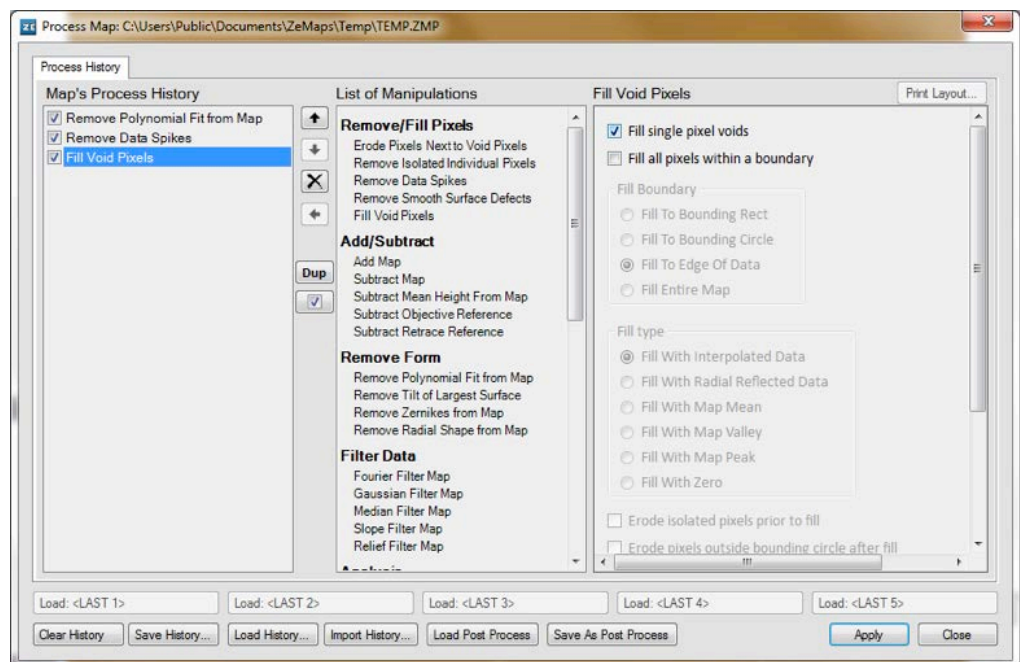 Process Map: C:\Users\Public\Documents\ZeMaps\Temp\TEMP.ZMP
Process History
Map's Process History
Remove Polynomial Fit from Map
Remove Data Spikes
Fill Void Pixels
Dup
List of Manipulations
Remove/Fill Pixels
Erode Pixels Next to Void Pixels
Remove Isolated Individual Pixels
Remove Data Spikes
Remove Smooth Surface Defects
Fill Void Pixels
Add/Subtract
Add Map
Subtract Map
Subtract Mean Height From Map
Subtract Objective Reference
Subtract Retrace Reference
Remove Form
Remove Polynomial Fit from Map
Remove Tilt of Largest Surface
Remove Zernikes from Map
Remove Radial Shape from Map
Filter Data
Fourier Filter Map
Gaussian Filter Map
Median Filter Map
Slope Filter Map
Relief Filter Map
Fill Void Pixels
Print Layout...
Fill single pixel voids
Fill all pixels within a boundary
Fill Boundary
Fill To Bounding Rect
Fill To Bounding Circle
Fill To Edge Of Data
Fill Entire Map
Fill type
Fill With Interpolated Data
Fill With Radial Reflected Data
Fill With Map Mean
Fill With Map Valley
Fill With Map Peak
Fill With Zero
Erode isolated pixels prior to fill
Erode pixels outside bounding circle after fill
Load: <LAST 1>
Load: <LAST 2>
Load: <LAST 3>
Load: <LAST 4>
Load: <LAST 5>
Clear History
Save History...
Load History...
Import History...
Load Post Process
Save As Post Process
Apply
Close